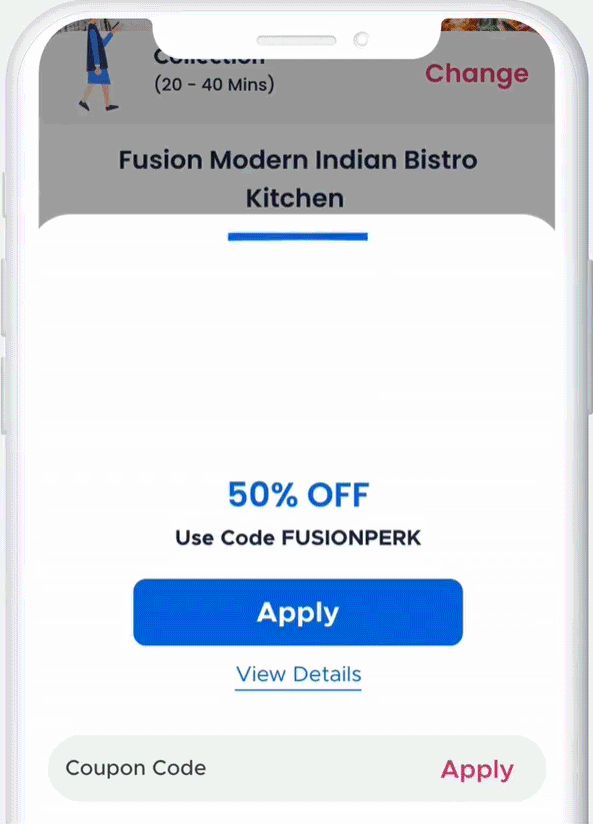 Collection
(20 - 40 Mins)
Change
Fusion Modern Indian Bistro
Kitchen
50% OFF
Use Code FUSIONPERK
Apply
View Details
Coupon Code
Apply